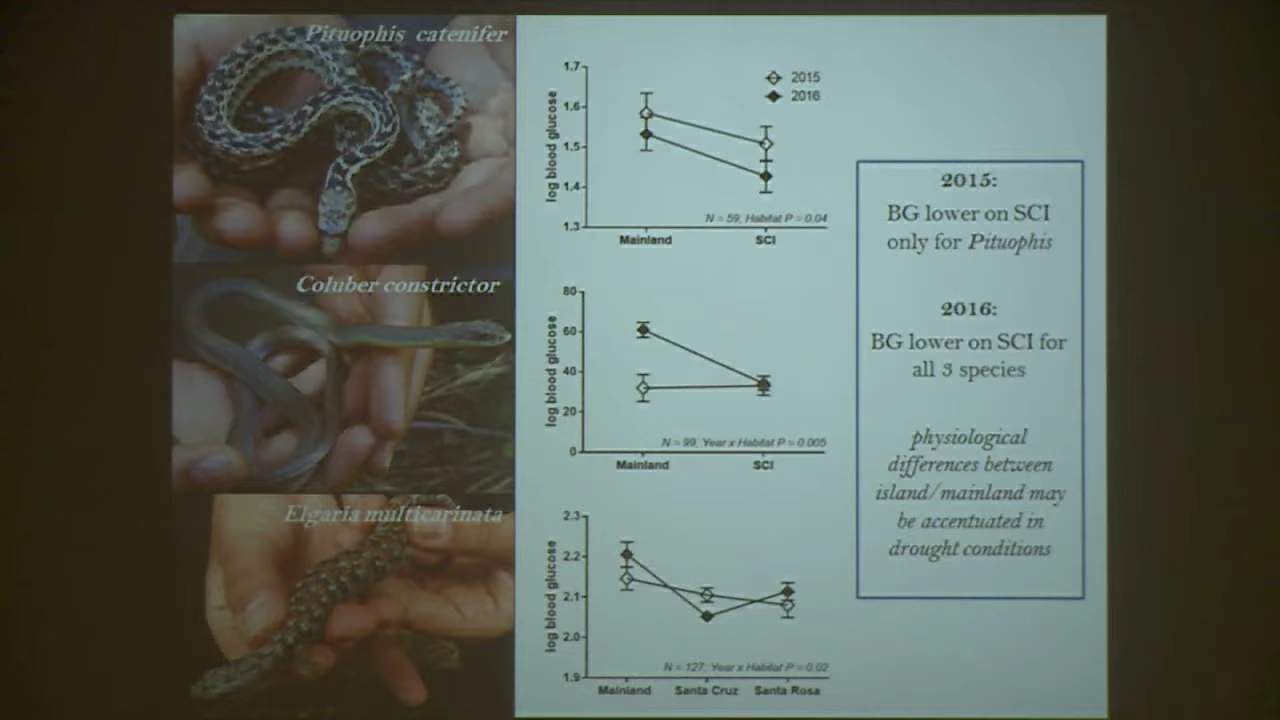 Pituophis catenifer
1.7
1.6
1.5
1.4
1.3
log blood glucose
2015
2016
N = 59, Habitat P = 0.04
Mainland SCI
Coluber constrictor
80
60
40
20
0
log blood glucose
N = 99, Year x Habitat P = 0.005
Mainland SCI
Elgaria multicarinata
2.3
2.2
2.1
2.0
1.9
log blood glucose
N = 127, Year x Habitat P = 0.02
Mainland Santa Cruz Santa Rosa
2015:
BG lower on SCI
only for Pituophis
2016:
BG lower on SCI for
all 3 species
physiological
differences between
island/mainland may
be accentuated in
drought conditions